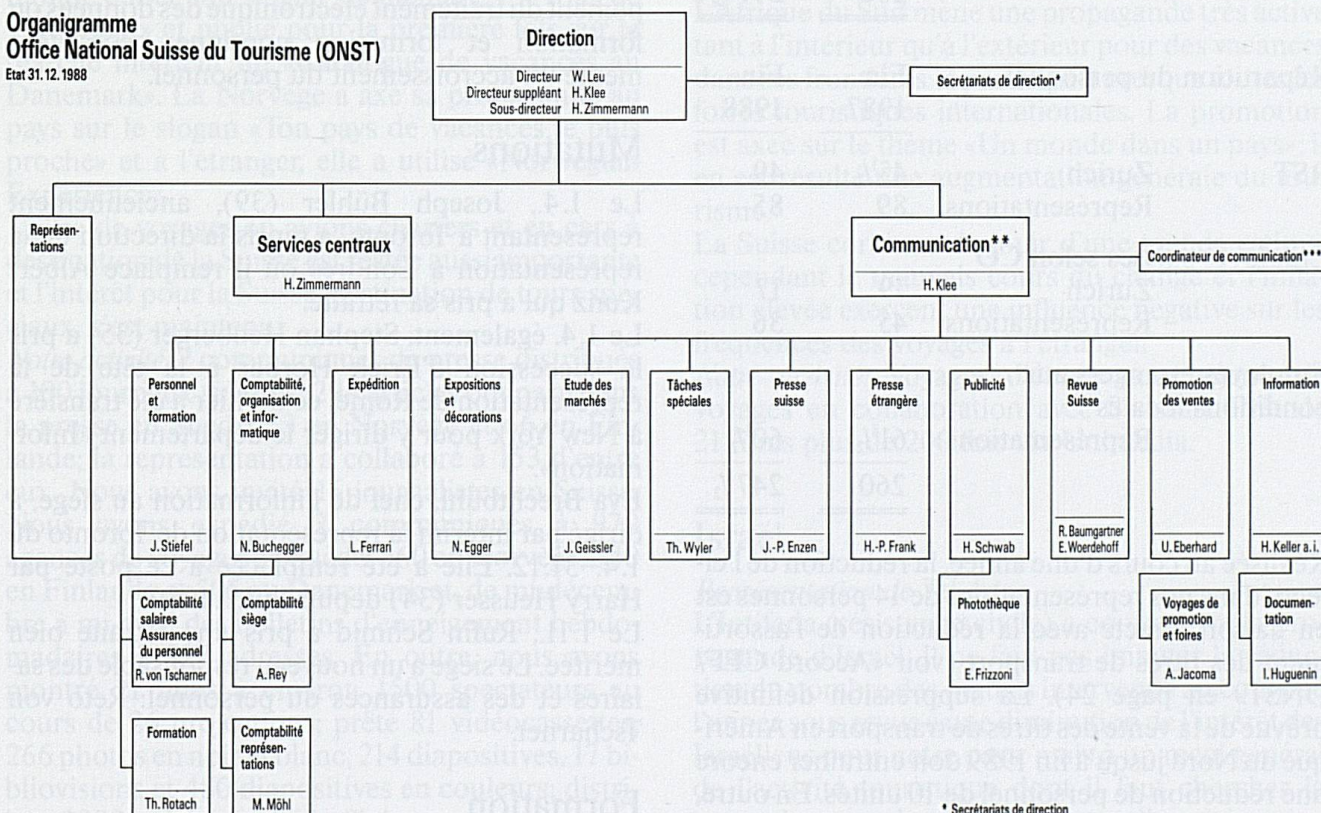 Organigramme
Office National Suisse du Tourisme (ONST)
Etat 31.12.1988
Direction
Directeur W. Leu
Directeur suppléant H. Klee
Sous-directeur H. Zimmermann
Secrétariats de direction*
Représen-
tations
Services centraux
H. Zimmermann
Communication**
H. Klee
Coordinateur de communication***
Personnel
et
formation
J. Stiefel
Comptabilité,
organisation
et infor-
matique
N. Buchegger
Expédition
L. Ferrari
Expositions
et
décorations
N. Egger
Etude des
marchés
J. Geissler
Tâches
spéciales
Th. Wyler
Presse
suisse
J.-P. Enzen
Presse
étrangère
H.-P. Frank
Publicité
H. Schwab
Revue
Suisse
R. Baumgartner
E. Woerdehoff
Promotion
des ventes
U. Eberhard
Information
H. Keller a. i.
Comptabilité
salaires
Assurances
du personnel
R. von Tscharner
Comptabilité
siège
A. Rey
Photothèque
E. Frizzoni
Voyages de
promotion
et foires
A. Jacoma
Documen-
tation
I. Huguenin
Formation
Th. Rotach
Comptabilité
représen-
tations
M. Möhl
* Secrétariats de direction